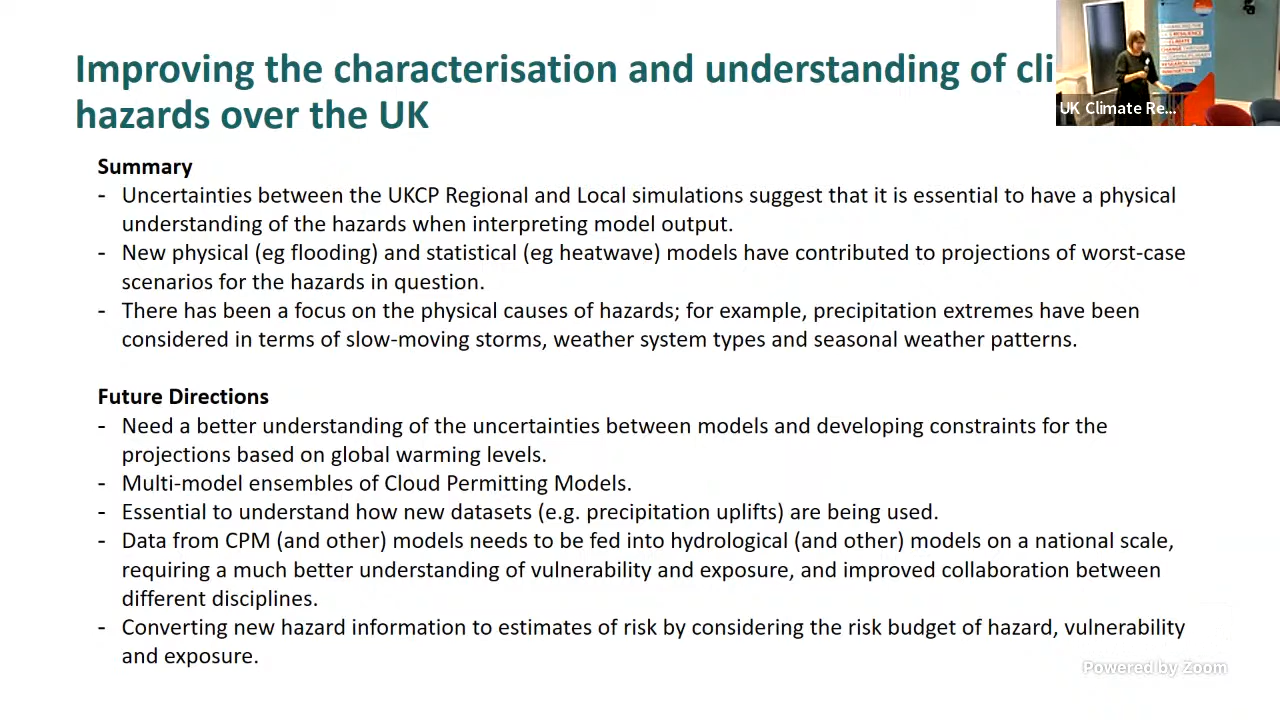 Improving the characterisation and understanding of cli
hazards over the UK
UK Climate Re...
Summary
- Uncertainties between the UKCP Regional and Local simulations suggest that it is essential to have a physical
understanding of the hazards when interpreting model output.
- New physical (eg flooding) and statistical (eg heatwave) models have contributed to projections of worst-case
scenarios for the hazards in question.
- There has been a focus on the physical causes of hazards; for example, precipitation extremes have been
considered in terms of slow-moving storms, weather system types and seasonal weather patterns.
Future Directions
- Need a better understanding of the uncertainties between models and developing constraints for the
projections based on global warming levels.
- Multi-model ensembles of Cloud Permitting Models.
- Essential to understand how new datasets (e.g. precipitation uplifts) are being used.
- Data from CPM (and other) models needs to be fed into hydrological (and other) models on a national scale,
requiring a much better understanding of vulnerability and exposure, and improved collaboration between
different disciplines.
- Converting new hazard information to estimates of risk by considering the risk budget of hazard, vulnerability
and exposure.
Powered by Zoom